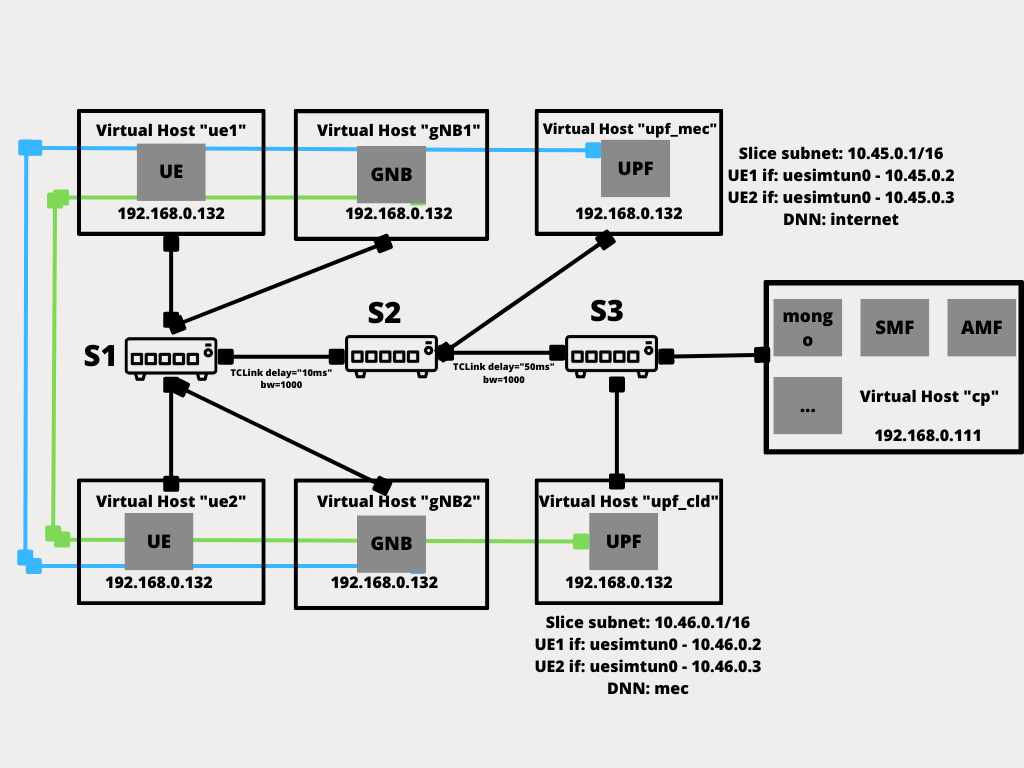 Virtual Host "ue1"
UE
192.168.0.132
Virtual Host "gNB1"
GNB
192.168.0.132
Virtual Host "upf_mec"
UPF
192.168.0.132
Slice subnet: 10.45.0.1/16
UE1 if: uesimtun0 - 10.45.0.2
UE2 if: uesimtun0 - 10.45.0.3
DNN: internet
S1
S2
S3
TCLink delay="10ms"
bw=1000
TCLink delay="50ms"
bw=1000
mong
o
SMF
AMF
...
Virtual Host "cp"
192.168.0.111
Virtual Host "ue2"
UE
192.168.0.132
Virtual Host "gNB2"
GNB
192.168.0.132
Virtual Host "upf_cld"
UPF
192.168.0.132
Slice subnet: 10.46.0.1/16
UE1 if: uesimtun0 - 10.46.0.2
UE2 if: uesimtun0 - 10.46.0.3
DNN: mec